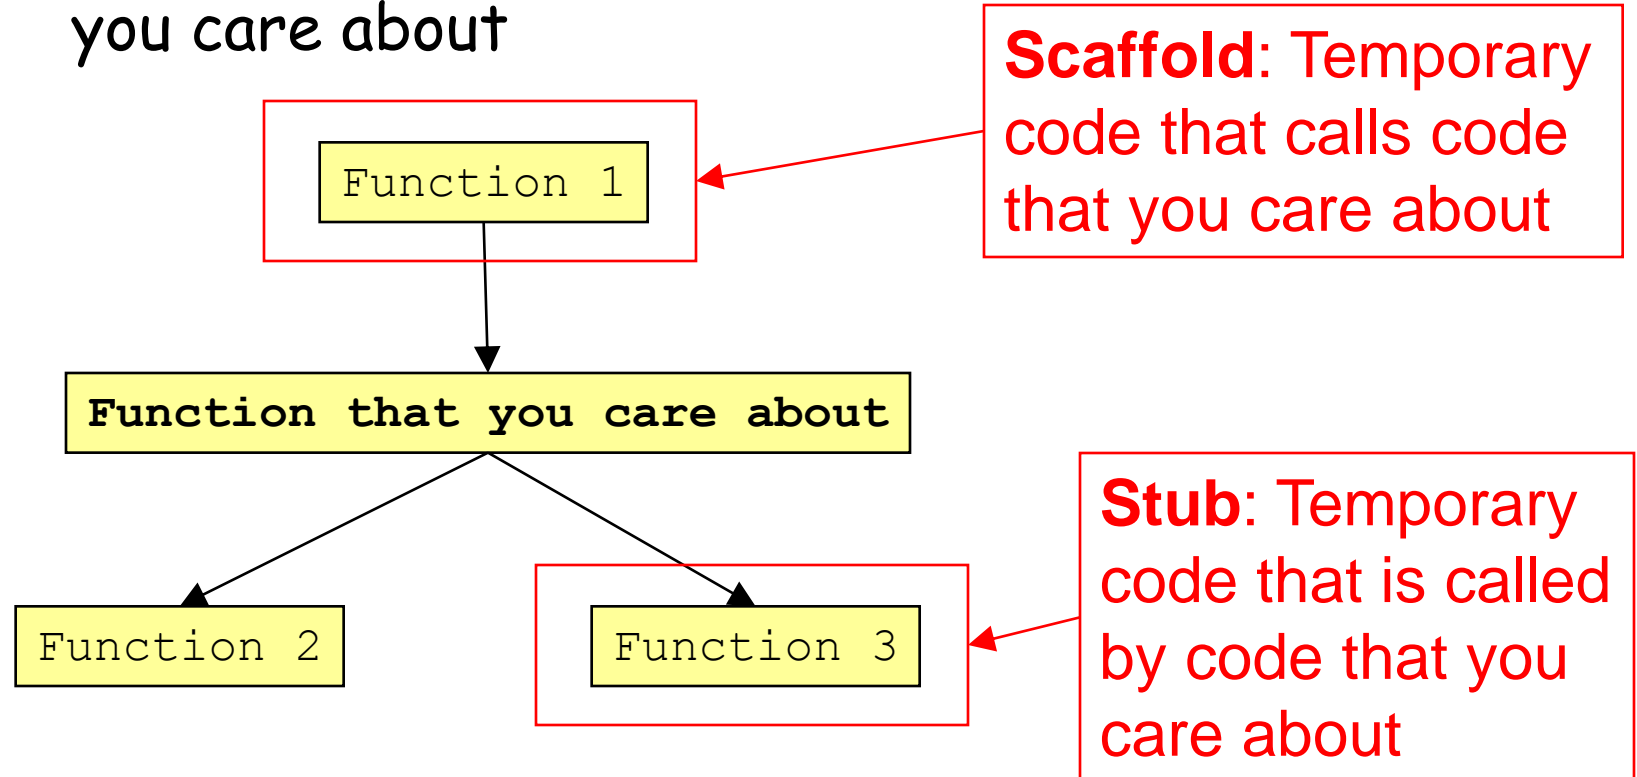 you care about
Scaffold: Temporary
code that calls code
that you care about
Function 1
Function that you care about
Stub: Temporary
code that is called
by code that you
care about
Function 2
Function 3